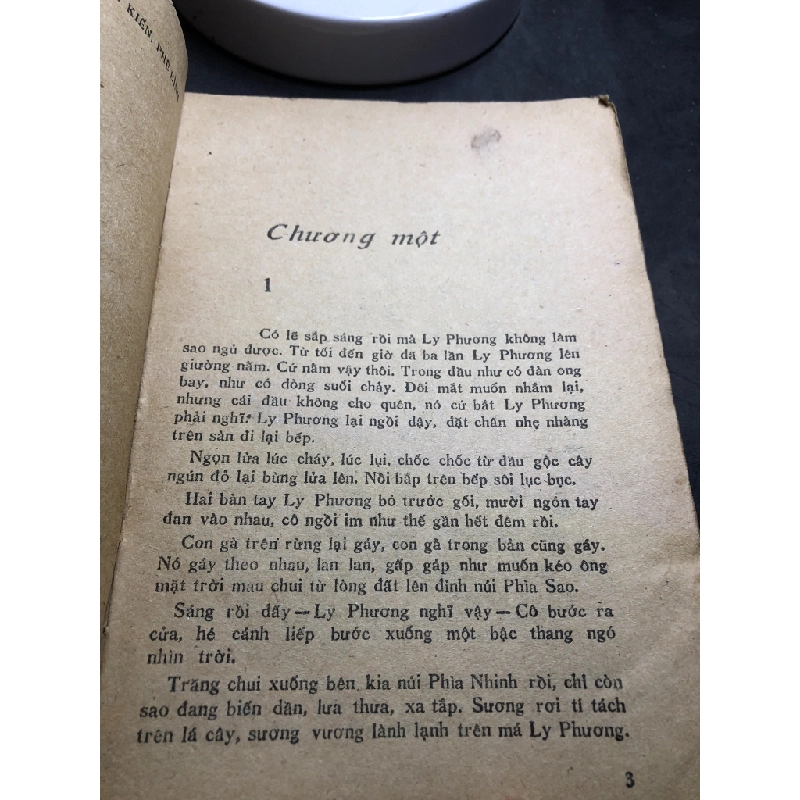 KIÊN
Chương một
1
Có lẽ sắp sáng rồi mà Ly Phương không làm
sao ngủ được. Từ tối đến giờ đã ba lần Ly Phương lên
giường nằm. Cứ nằm vậy thôi. Trong đầu như có đàn ong
bay, như có dòng suối chảy. Đôi mắt muốn nhắm lại,
nhưng cái đầu không cho quên, nó cứ bắt Ly Phương
phải nghĩ. Ly Phương lại ngồi dậy, đặt chân nhẹ nhàng
trên sàn đi lại bếp.
Ngọn lửa lúc cháy, lúc lụi, chốc chốc từ đầu gộc cây
ngún đỏ lại bùng lửa lên. Nồi bắp trên bếp sôi lục bục.
Hai bàn tay Ly Phương bó trước gối, mười ngón tay
đan vào nhau, cô ngồi im như thế gần hết đêm rồi.
Con gà trên rừng lại gáy, con gà trong bản cũng gáy.
Nó gáy theo nhau, lan lan, gấp gáp như muốn kéo ông
mặt trời mau chui từ lòng đất lên đỉnh núi Phìa Sao.
Sáng rồi đấy — Ly Phương nghĩ vậy — Cô bước ra
cửa, hé cánh liếp bước xuống một bậc thang ngó
nhìn trời.
Trăng chui xuống bên kia núi Phìa Nhinh rồi, chỉ còn
sao đang biến dần, lưa thưa, xa tắp. Sương rơi tí tách
trên lá cây, sương vương lành lạnh trên má Ly Phương.
3